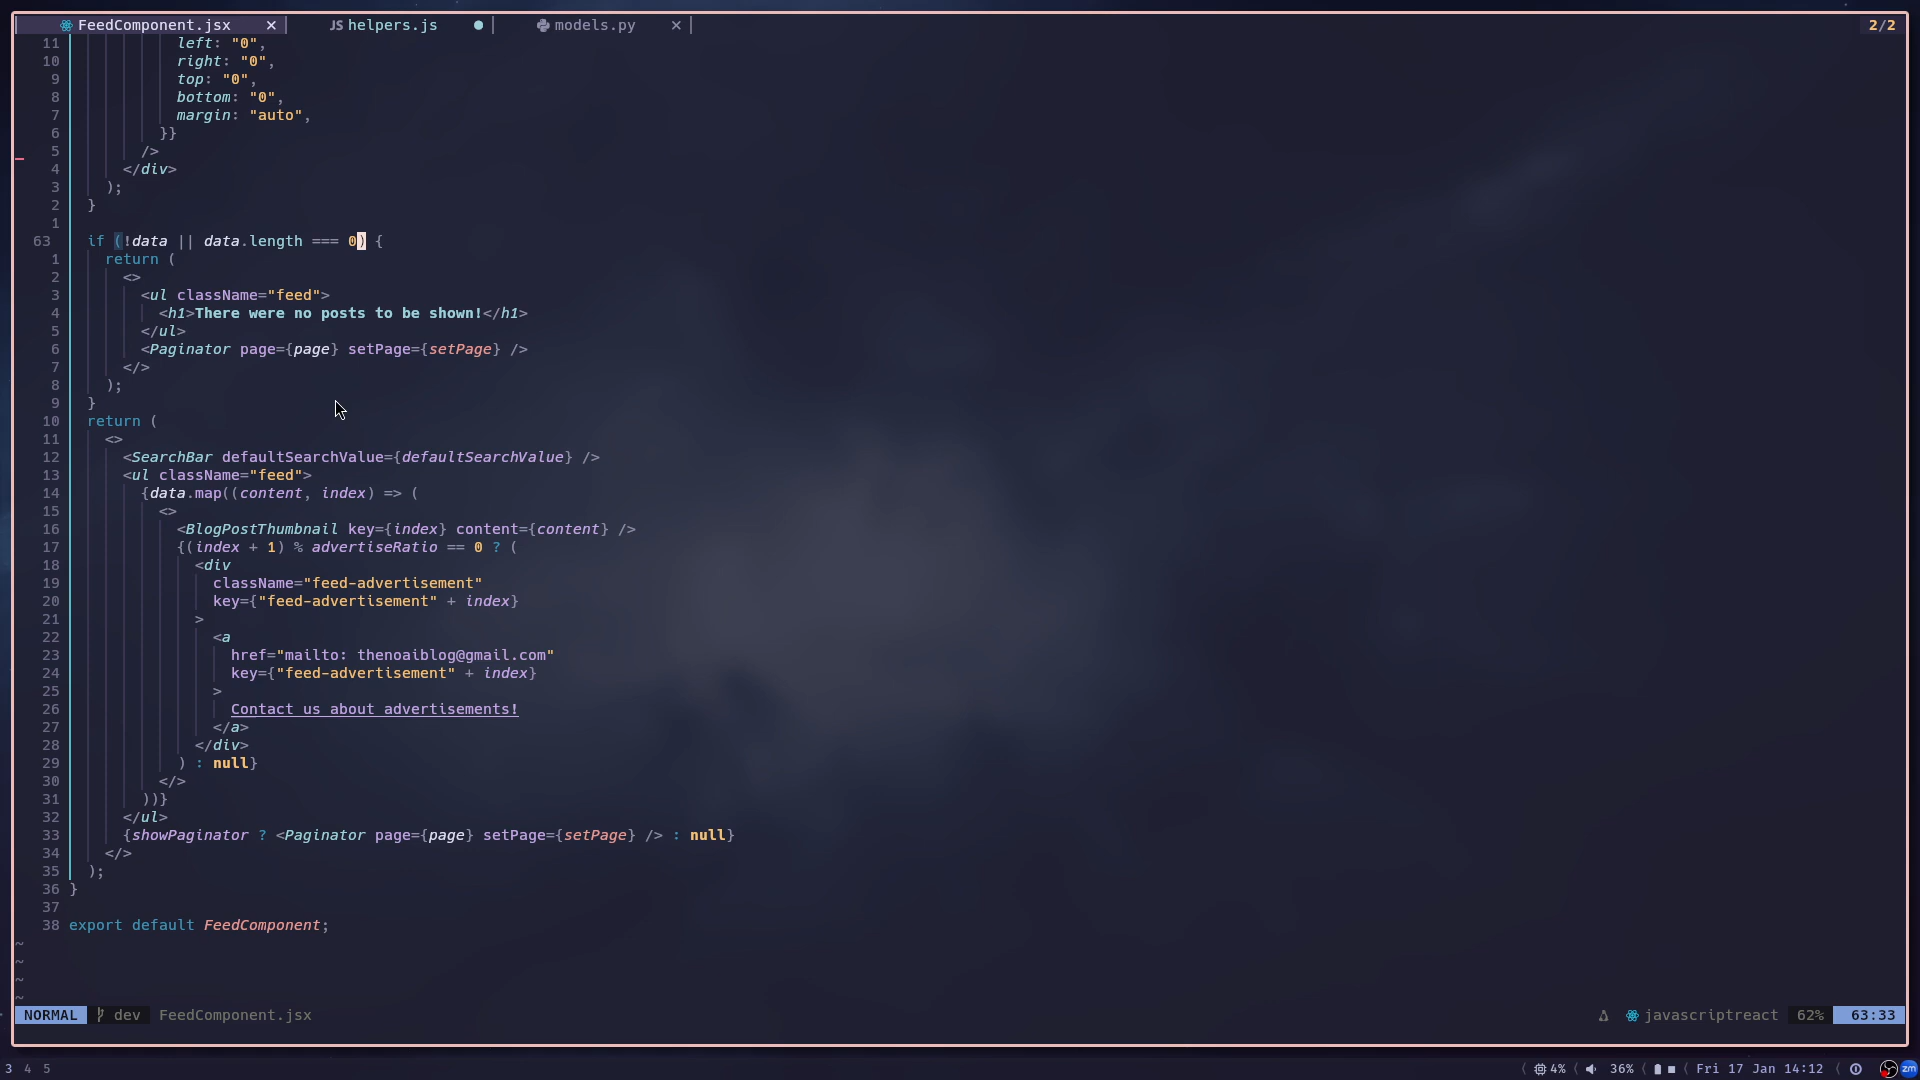 FeedComponent.jsx × | JS helpers.js ● | models.py × | 2/2
11 left: "0",
10 right: "0",
9 top: "0",
8 bottom: "0",
7 margin: "auto",
6 }}
5 />
4 </div>
3 );
2 }
1
63 if (!data || data.length === 0) {
1 return (
2 <>
3 <ul className="feed">
4 <h1>There were no posts to be shown!</h1>
5 </ul>
6 <Paginator page={page} setPage={setPage} />
7 </>
8 );
9 }
10 return (
11 <>
12 <SearchBar defaultSearchValue={defaultSearchValue} />
13 <ul className="feed">
14 {data.map((content, index) => (
15 <>
16 <BlogPostThumbnail key={index} content={content} />
17 {(index + 1) % advertiseRatio == 0 ? (
18 <div
19 className="feed-advertisement"
20 key={"feed-advertisement" + index}
21 >
22 <a
23 href="mailto: thenoaiblog@gmail.com"
24 key={"feed-advertisement" + index}
25 >
26 Contact us about advertisements!
27 </a>
28 </div>
29 ) : null}
30 </>
31 ))}
32 </ul>
33 {showPaginator ? <Paginator page={page} setPage={setPage} /> : null}
34 </>
35 );
36 }
37
38 export default FeedComponent;
~
~
~
~
NORMAL dev FeedComponent.jsx javascriptreact 62% 63:33
3 4 5 4% 36% Fri 17 Jan 14:12 zm